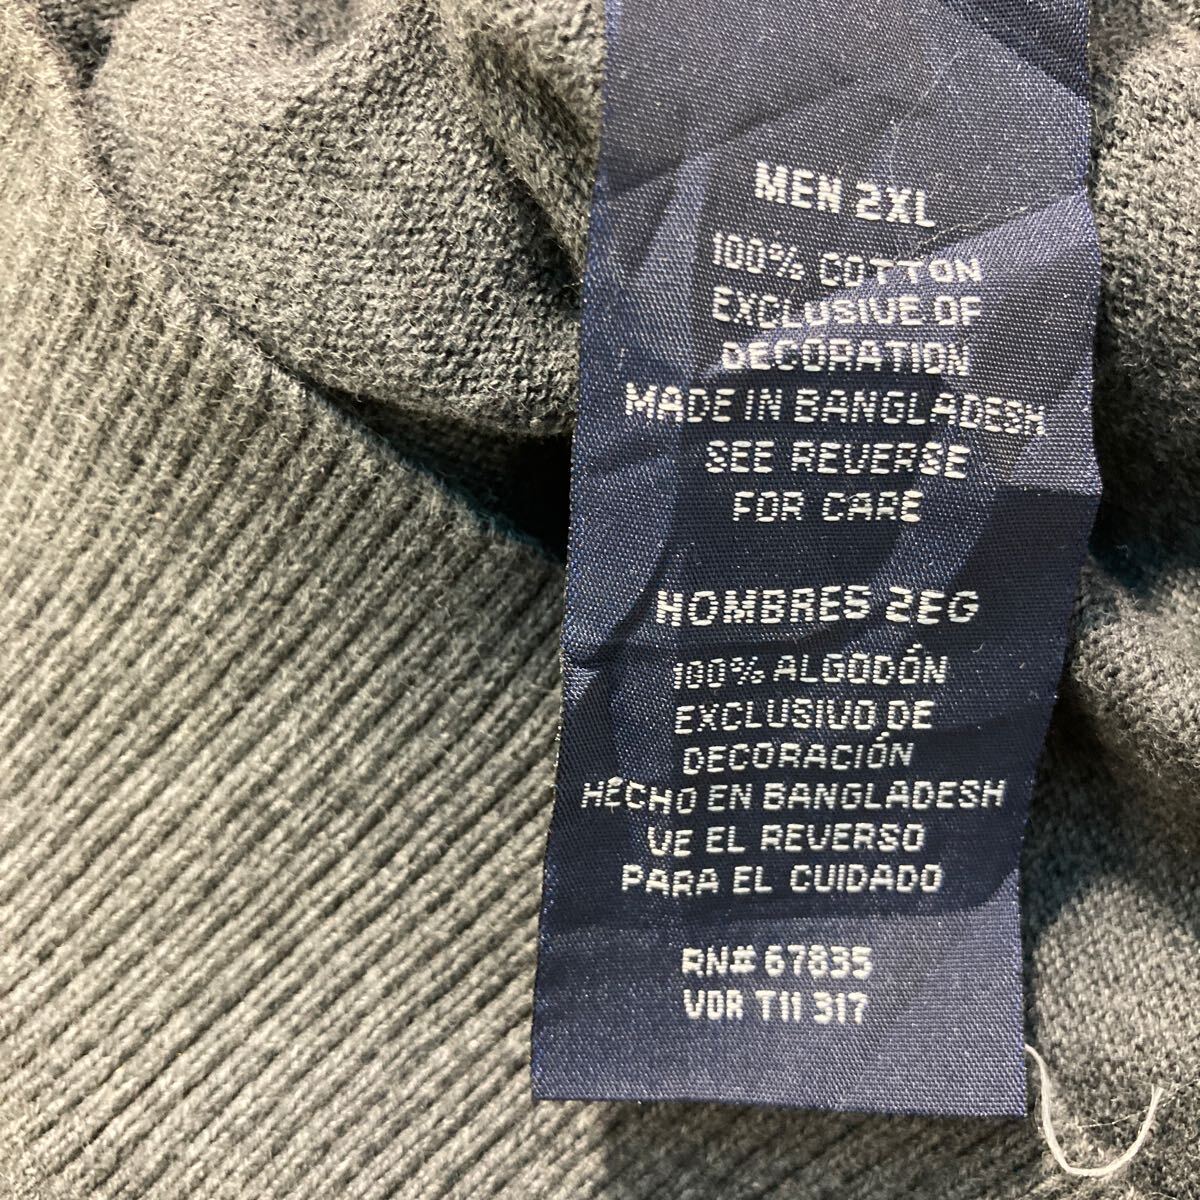 MEN 2XL
100% COTTON
EXCLUSIVE OF
DECORATION
MADE IN BANGLADESH
SEE REVERSE
FOR CARE
HOMBRES 2EG
100% ALGODÓN
EXCLUSIVO DE
DECORACIÓN
HECHO EN BANGLADESH
VE EL REVERSO
PARA EL CUIDADO
RN# 67835
VDR T11 317